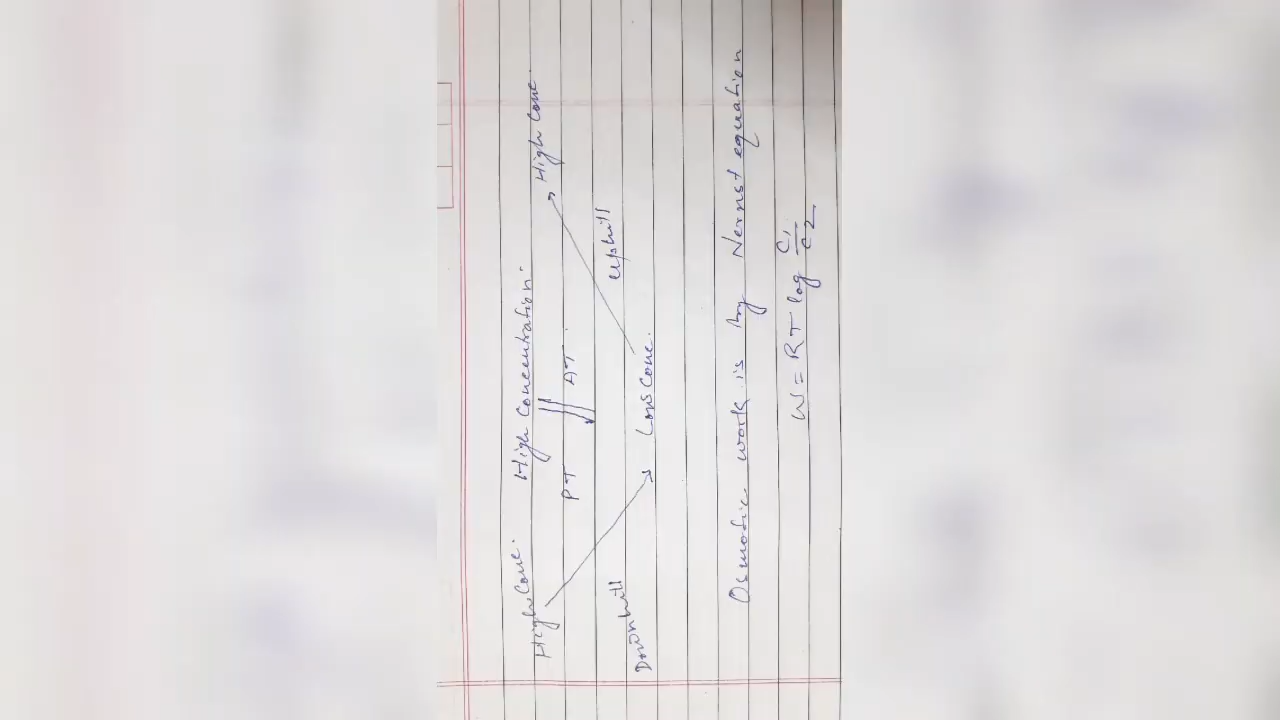 High Conc. High Concentration. High Conc.
PT AT
Downhill Low Conc. uphill
Osmotic work is by Nernst equation
W = RT log C1/C2